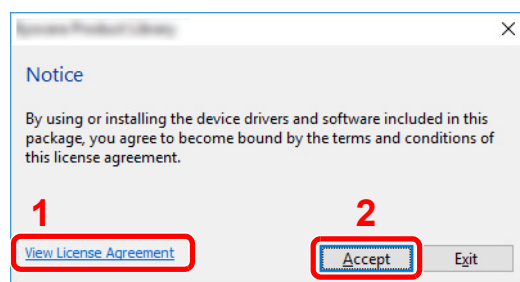 Notice
By using or installing the device drivers and software included in this
package, you agree to become bound by the terms and conditions of
this license agreement.
1
2
View License Agreement
Accept
Exit